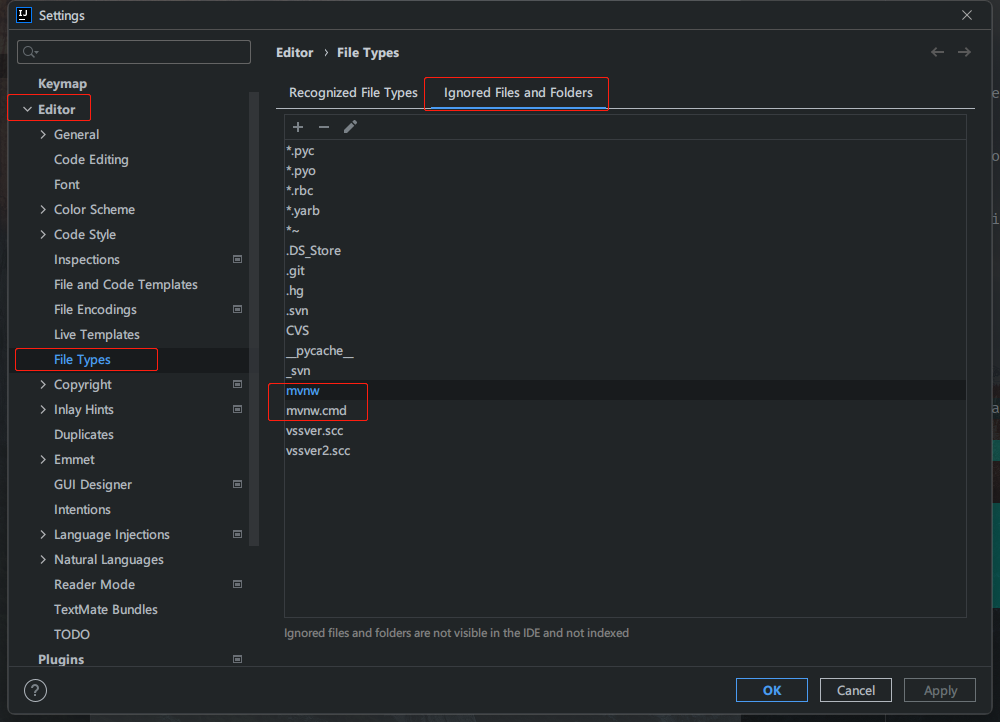 IJ Settings
Editor › File Types
Keymap
Editor
General
Code Editing
Font
Color Scheme
Code Style
Inspections
File and Code Templates
File Encodings
Live Templates
File Types
Copyright
Inlay Hints
Duplicates
Emmet
GUI Designer
Intentions
Language Injections
Natural Languages
Reader Mode
TextMate Bundles
TODO
Plugins
Recognized File Types Ignored Files and Folders
*.pyc
*.pyo
*.rbc
*.yarb
*~
.DS_Store
.git
.hg
.svn
CVS
__pycache__
_svn
mvnw
mvnw.cmd
vssver.scc
vssver2.scc
Ignored files and folders are not visible in the IDE and not indexed
?
OK Cancel Apply